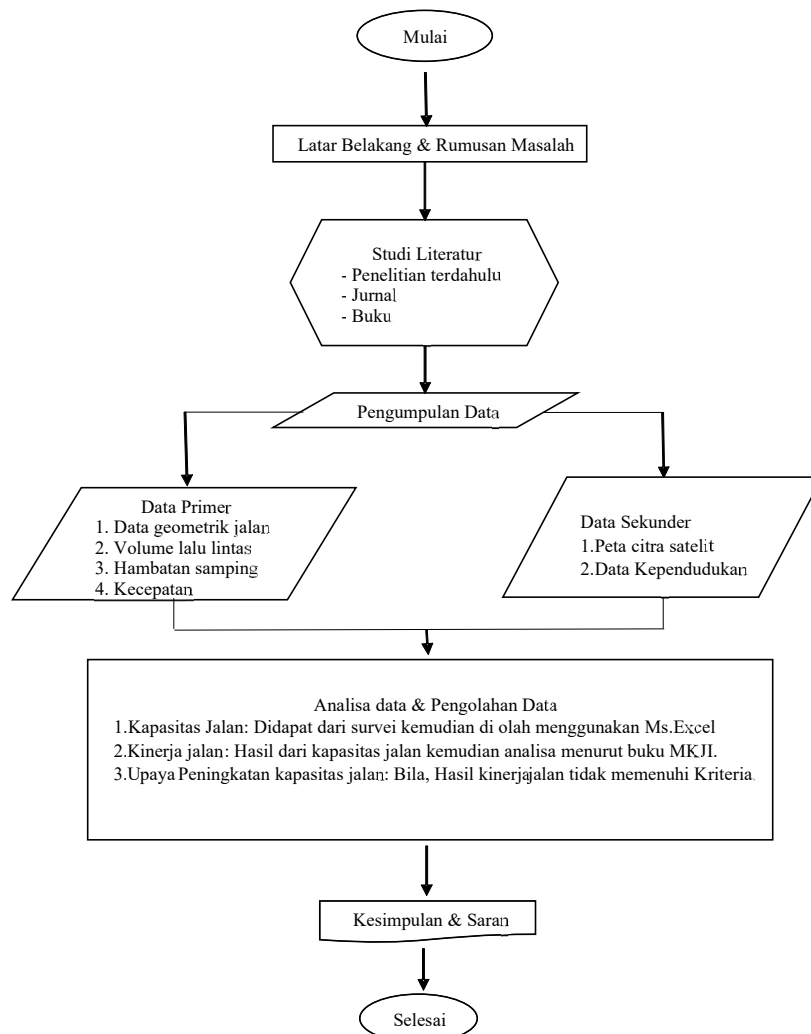 Mulai
Latar Belakang & Rumusan Masalah
Studi Literatur
- Penelitian terdahulu
- Jurnal
- Buku
Pengumpulan Data
Data Primer
1. Data geometrik jalan
2. Volume lalu lintas
3. Hambatan samping
4. Kecepatan
Data Sekunder
1.Peta citra satelit
2.Data Kependudukan
Analisa data & Pengolahan Data
1.Kapasitas Jalan: Didapat dari survei kemudian di olah menggunakan Ms.Excel
2.Kinerja jalan: Hasil dari kapasitas jalan kemudian analisa menurut buku MKJI.
3.Upaya Peningkatan kapasitas jalan: Bila, Hasil kinerjajalan tidak memenuhi Kriteria.
Kesimpulan & Saran
Selesai